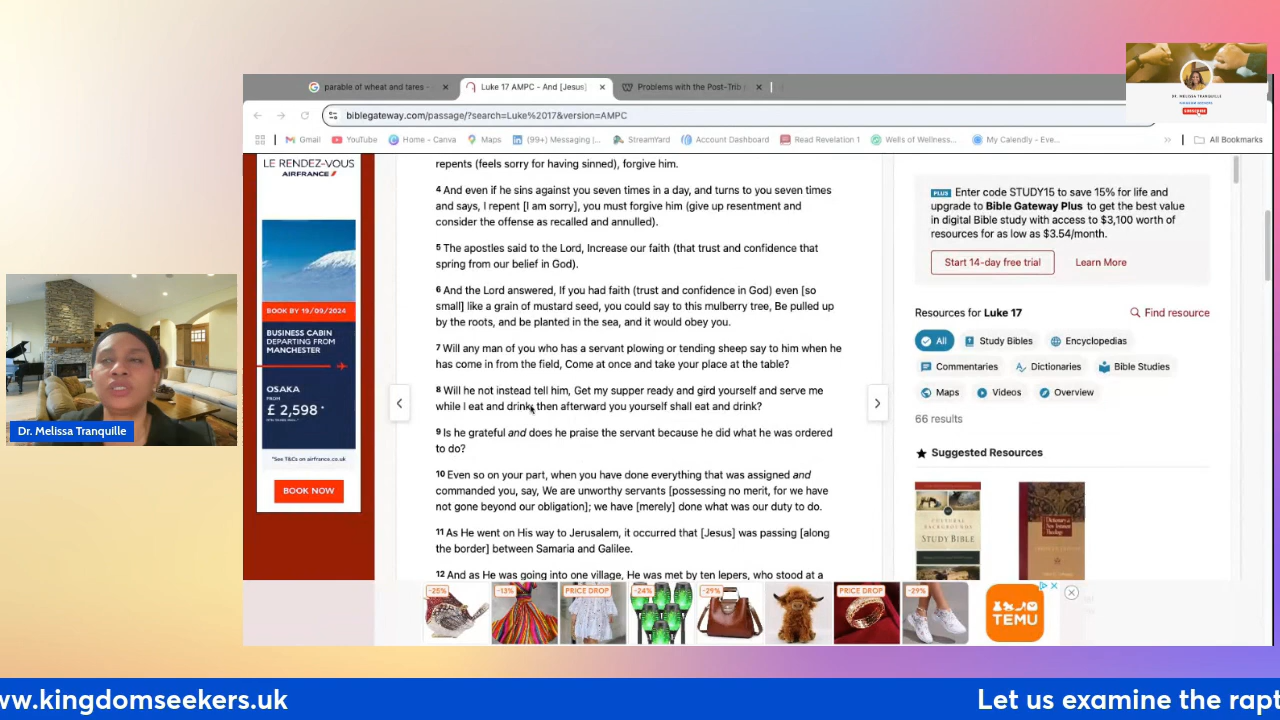 parable of wheat and tares -
Luke 17 AMPC - And [Jesus]
Problems with the Post-Trib
biblegateway.com/passage/?search=Luke%2017&version=AMPC
Gmail
YouTube
Home - Canva
Maps
(99+) Messaging |...
StreamYard
Account Dashboard
Read Revelation 1
Wells of Wellness...
My Calendly - Eve...
»
All Bookmarks
DR. MELISSA TRANQUILLE
KINGDOM SEEKERS
SUBSCRIBE
LE RENDEZ-VOUS
AIRFRANCE
BOOK BY 19/09/2024
BUSINESS CABIN
DEPARTING FROM
MANCHESTER
OSAKA
FROM
£ 2,598 *
*See T&Cs on airfrance.co.uk
BOOK NOW
repents (feels sorry for having sinned), forgive him.
4 And even if he sins against you seven times in a day, and turns to you seven times
and says, I repent [I am sorry], you must forgive him (give up resentment and
consider the offense as recalled and annulled).
5 The apostles said to the Lord, Increase our faith (that trust and confidence that
spring from our belief in God).
6 And the Lord answered, If you had faith (trust and confidence in God) even [so
small] like a grain of mustard seed, you could say to this mulberry tree, Be pulled up
by the roots, and be planted in the sea, and it would obey you.
7 Will any man of you who has a servant plowing or tending sheep say to him when he
has come in from the field, Come at once and take your place at the table?
8 Will he not instead tell him, Get my supper ready and gird yourself and serve me
while I eat and drink; then afterward you yourself shall eat and drink?
9 Is he grateful and does he praise the servant because he did what he was ordered
to do?
10 Even so on your part, when you have done everything that was assigned and
commanded you, say, We are unworthy servants [possessing no merit, for we have
not gone beyond our obligation]; we have [merely] done what was our duty to do.
11 As He went on His way to Jerusalem, it occurred that [Jesus] was passing [along
the border] between Samaria and Galilee.
12 And as He was going into one village, He was met by ten lepers, who stood at a
PLUS Enter code STUDY15 to save 15% for life and
upgrade to Bible Gateway Plus to get the best value
in digital Bible study with access to $3,100 worth of
resources for as low as $3.54/month.
Start 14-day free trial
Learn More
Resources for Luke 17
Find resource
All
Study Bibles
Encyclopedias
Commentaries
Dictionaries
Bible Studies
Maps
Videos
Overview
66 results
Suggested Resources
CULTURAL
BACKGROUNDS
STUDY BIBLE
-25%
-13%
PRICE DROP
-24%
-29%
PRICE DROP
-29%
TEMU
Dr. Melissa Tranquille
ww.kingdomseekers.uk
Let us examine the rapt